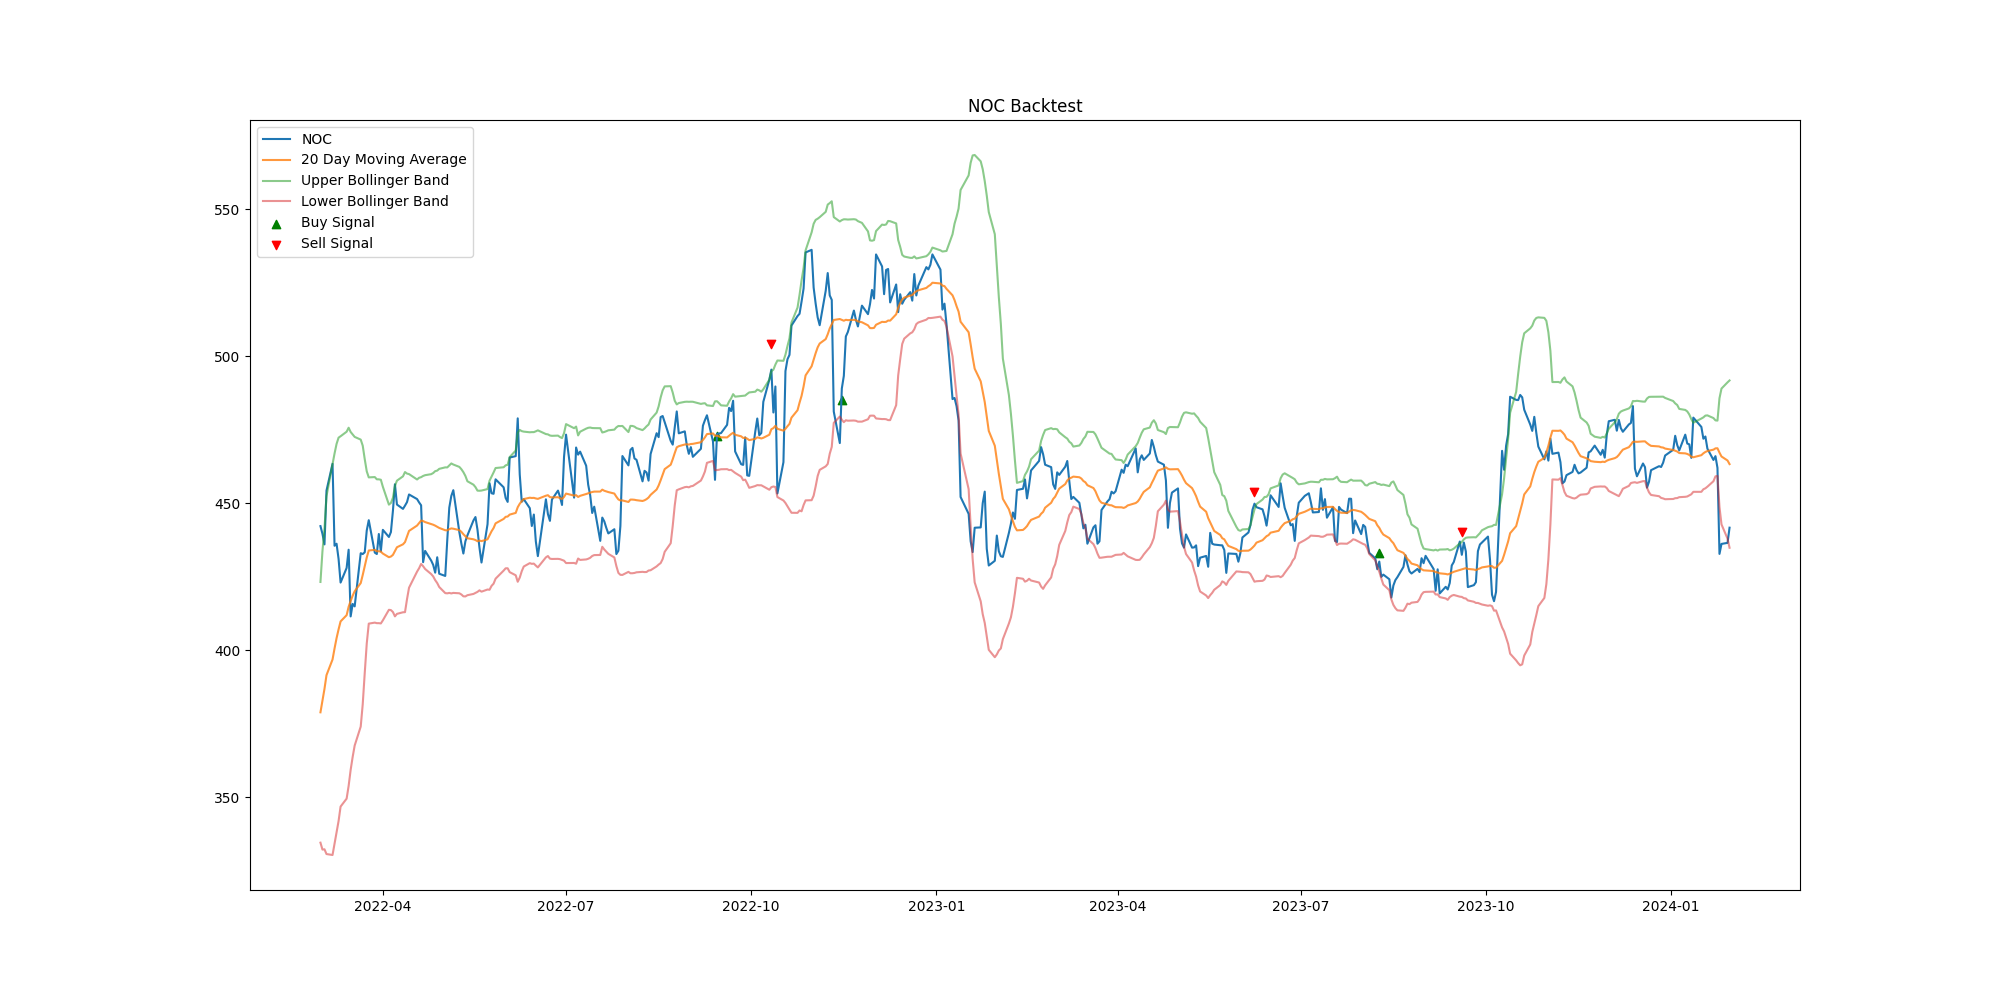 NOC Backtest
NOC
20 Day Moving Average
Upper Bollinger Band
Lower Bollinger Band
Buy Signal
Sell Signal
550
500
450
400
350
2022-04 2022-07 2022-10 2023-01 2023-04 2023-07 2023-10 2024-01